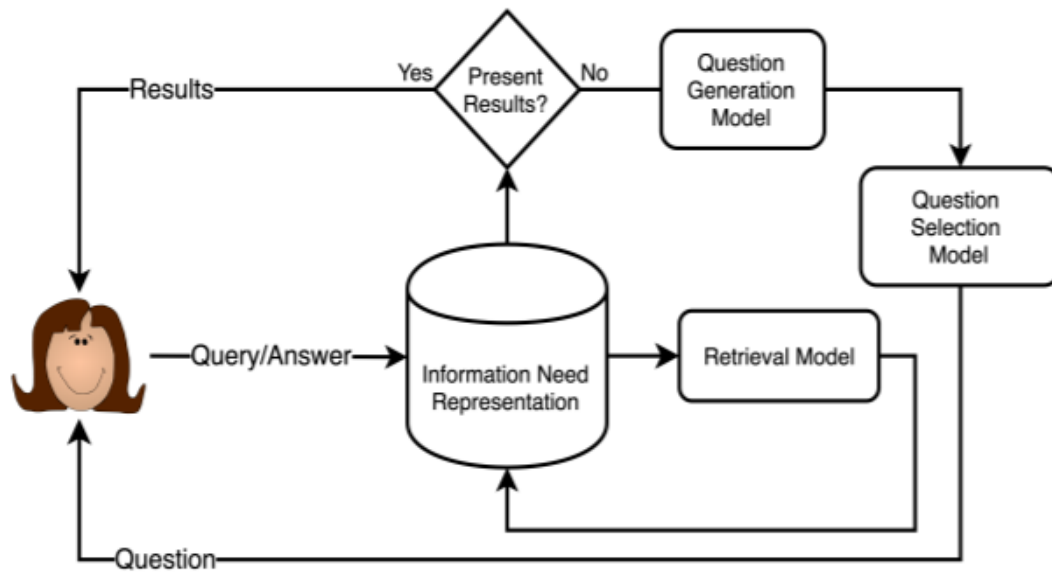 Yes
Present
Results?
No
Question
Generation
Model
Results
Question
Selection
Model
Query/Answer
Information Need
Representation
Retrieval Model
Question